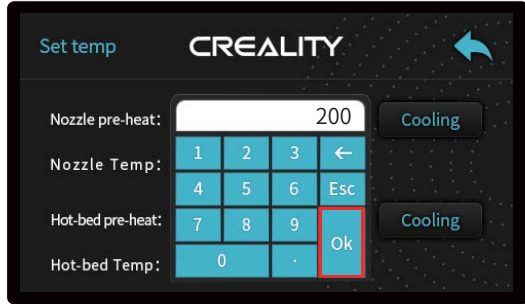 Set temp CREALITY
Nozzle pre-heat: 200 Cooling
1 2 3 ←
Nozzle Temp:
4 5 6 Esc
Hot-bed pre-heat: 7 8 9 Ok Cooling
0 .
Hot-bed Temp: